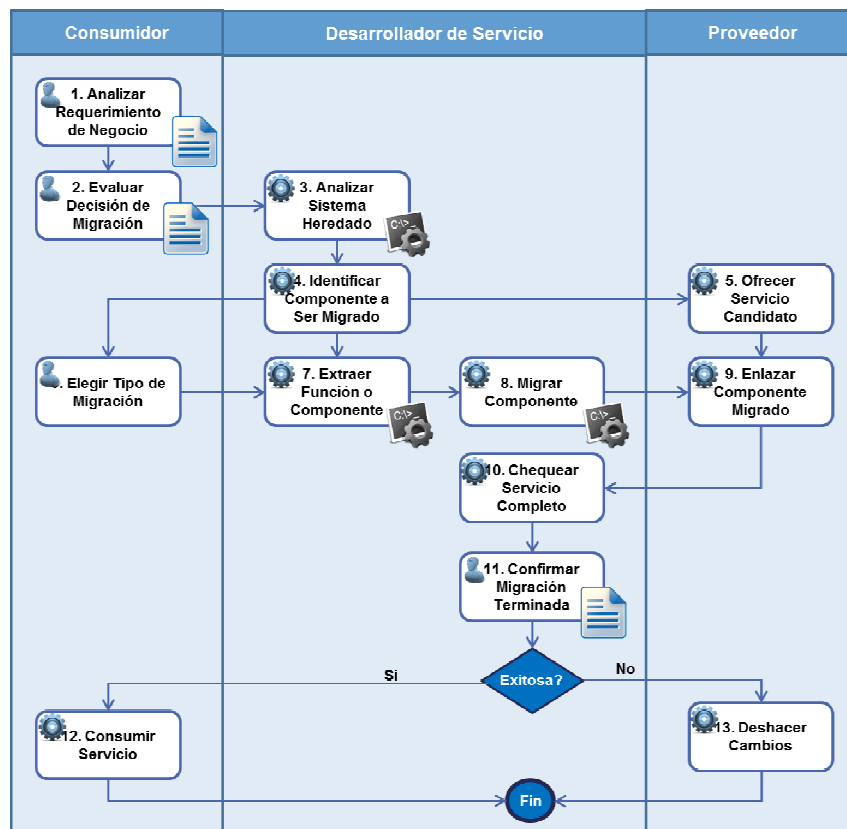 Consumidor
Desarrollador de Servicio
Proveedor
1. Analizar
Requerimiento
de Negocio
2. Evaluar
Decisión de
Migración
3. Analizar
Sistema
Heredado
C:\>_
4. Identificar
Componente a
Ser Migrado
5. Ofrecer
Servicio
Candidato
. Elegir Tipo de
Migración
7. Extraer
Función o
Componente
C:\>_
8. Migrar
Componente
C:\>_
9. Enlazar
Componente
Migrado
10. Chequear
Servicio
Completo
11. Confirmar
Migración
Terminada
Exitosa?
Si
No
12. Consumir
Servicio
13. Deshacer
Cambios
Fin